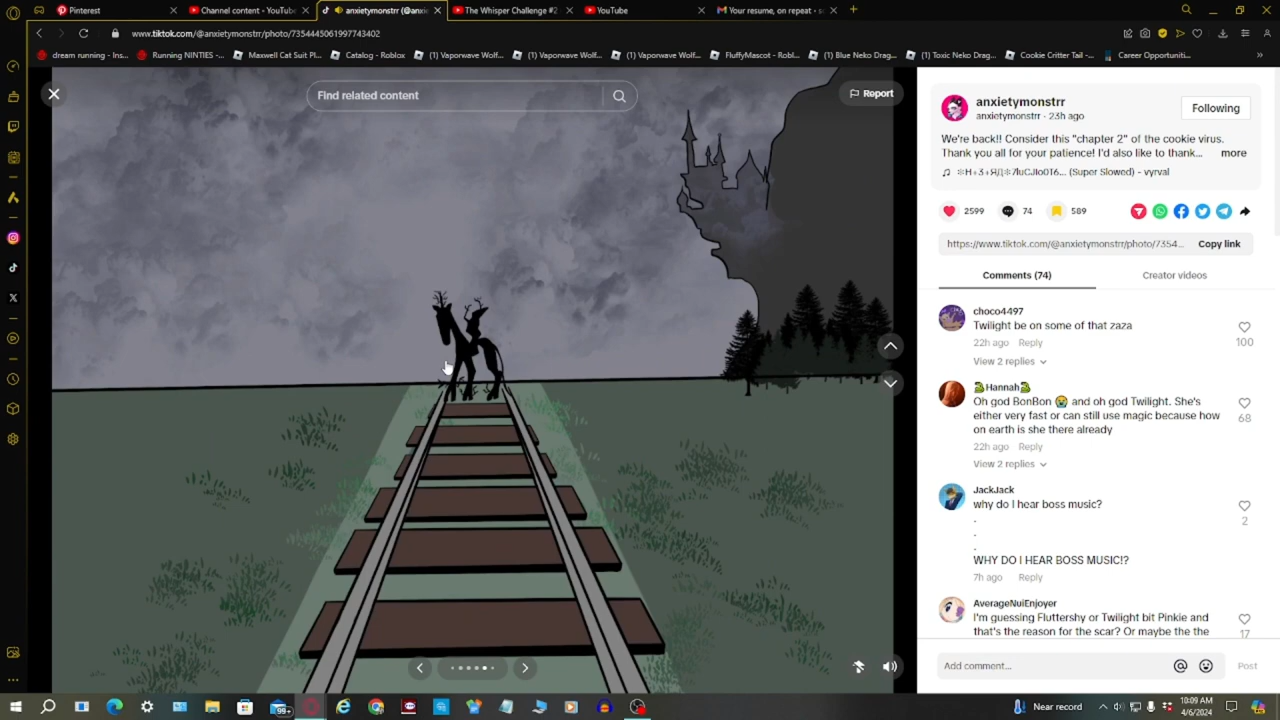 Pinterest
Channel content - YouTube
anxietymonstrr (@anxie
The Whisper Challenge #2
YouTube
Your resume, on repeat - s
www.tiktok.com/@anxietymonstrr/photo/7354445061997743402
dream running - Ins...
Running NINTIES -...
Maxwell Cat Suit Pl...
Catalog - Roblox
(1) Vaporwave Wolf...
(1) Vaporwave Wolf...
(1) Vaporwave Wolf...
FluffyMascot - Robl...
(1) Blue Neko Drag...
(1) Toxic Neko Drag...
Cookie Critter Tail -...
Career Opportuniti...
Find related content
Report
anxietymonstrr
anxietymonstrr · 23h ago
Following
We're back!! Consider this "chapter 2" of the cookie virus.
Thank you all for your patience! I'd also like to thank... more
(Super Slowed) - vyrval
2599
74
589
https://www.tiktok.com/@anxietymonstrr/photo/7354...
Copy link
Comments (74)
Creator videos
choco4497
Twilight be on some of that zaza
100
22h ago Reply
View 2 replies
🐍Hannah🐍
Oh god BonBon 😭 and oh god Twilight. She's
either very fast or can still use magic because how
on earth is she there already
68
22h ago Reply
View 2 replies
JackJack
why do I hear boss music?
.
.
.
WHY DO I HEAR BOSS MUSIC!?
2
7h ago Reply
AverageNuiEnjoyer
I'm guessing Fluttershy or Twilight bit Pinkie and
that's the reason for the scar? Or maybe the the
17
Add comment...
Post
99+
Near record
10:09 AM
4/6/2024